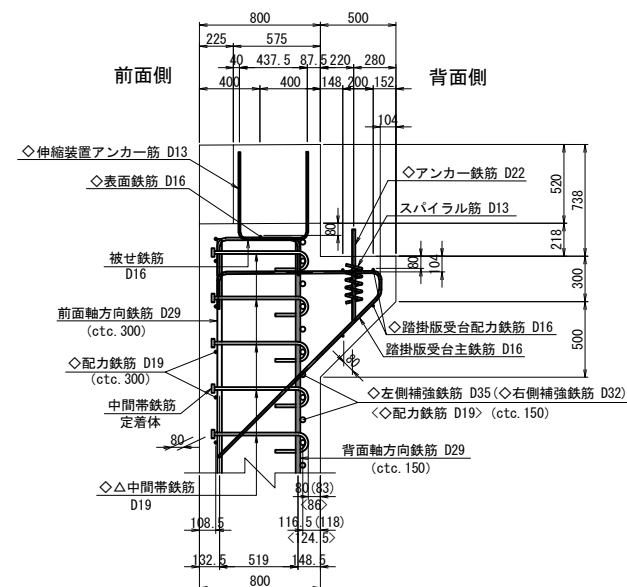 800
500
225
575
40
437.5
87.5
220
280
前面側
400
400
148
200
152
背面側
104
◇伸縮装置アンカー筋 D13
◇アンカー鉄筋 D22
◇表面鉄筋 D16
スパイラル筋 D13
520
738
80
218
被せ鉄筋
D16
80
104
300
前面軸方向鉄筋 D29
(ctc.300)
◇踏掛版受台配力鉄筋 D16
踏掛版受台主鉄筋 D16
500
◇配力鉄筋 D19
(ctc.300)
80
◇左側補強鉄筋 D35(◇右側補強鉄筋 D32)
<◇配力鉄筋 D19> (ctc.150)
中間帯鉄筋
定着体
80
背面軸方向鉄筋 D29
(ctc.150)
◇△中間帯鉄筋
D19
80(83)
<86>
108.5
116.5(118)
<124.5>
132.5
519
148.5
800